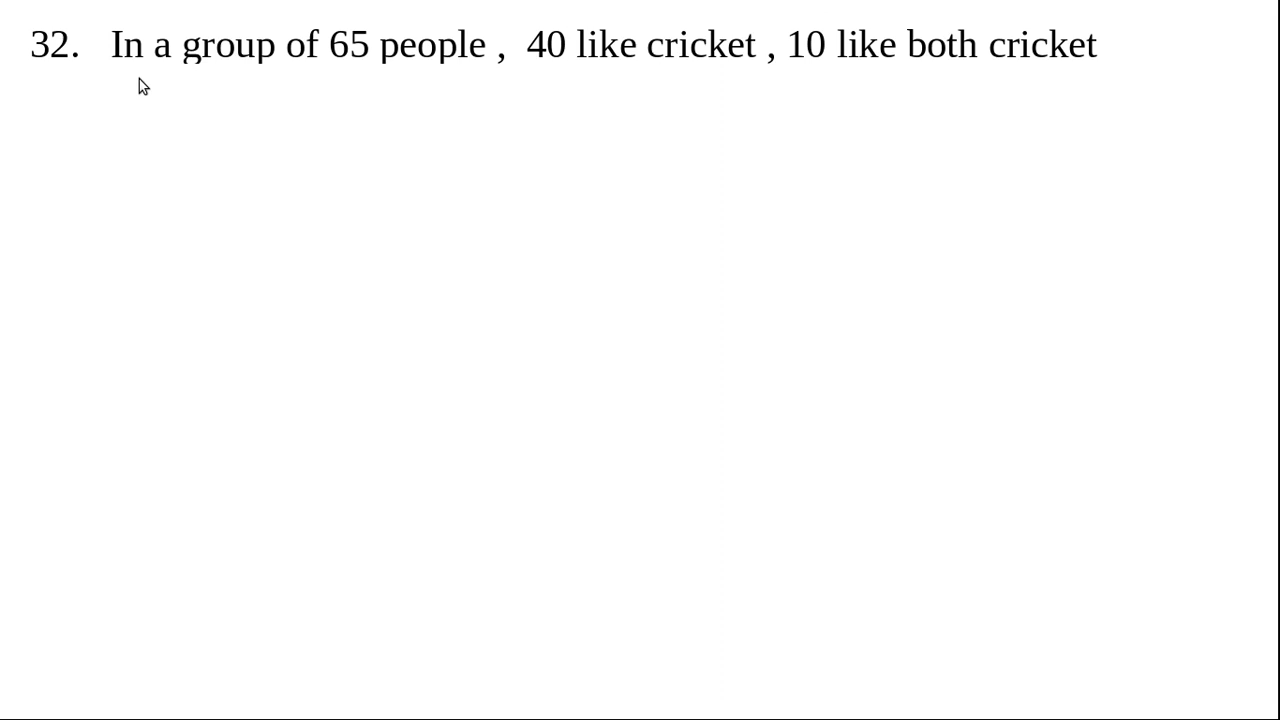 32. In a group of 65 people , 40 like cricket , 10 like both cricket